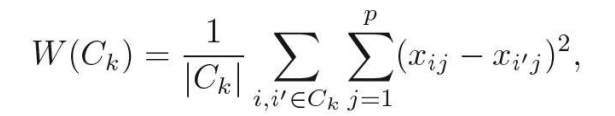 W(C_k) = \frac{1}{|C_k|} \sum_{i,i' \in C_k} \sum_{j=1}^{p} (x_{ij} - x_{i'j})^2,